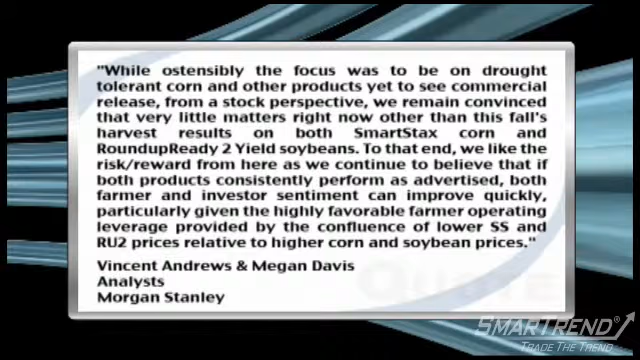 "While ostensibly the focus was to be on drought
tolerant corn and other products yet to see commercial
release, from a stock perspective, we remain convinced
that very little matters right now other than this fall's
harvest results on both SmartStax corn and
RoundupReady 2 Yield soybeans. To that end, we like the
risk/reward from here as we continue to believe that if
both products consistently perform as advertised, both
farmer and investor sentiment can improve quickly,
particularly given the highly favorable farmer operating
leverage provided by the confluence of lower SS and
RU2 prices relative to higher corn and soybean prices."
Vincent Andrews & Megan Davis
Analysts
Morgan Stanley
Quote
SMARTREND®
TRADE THE TREND